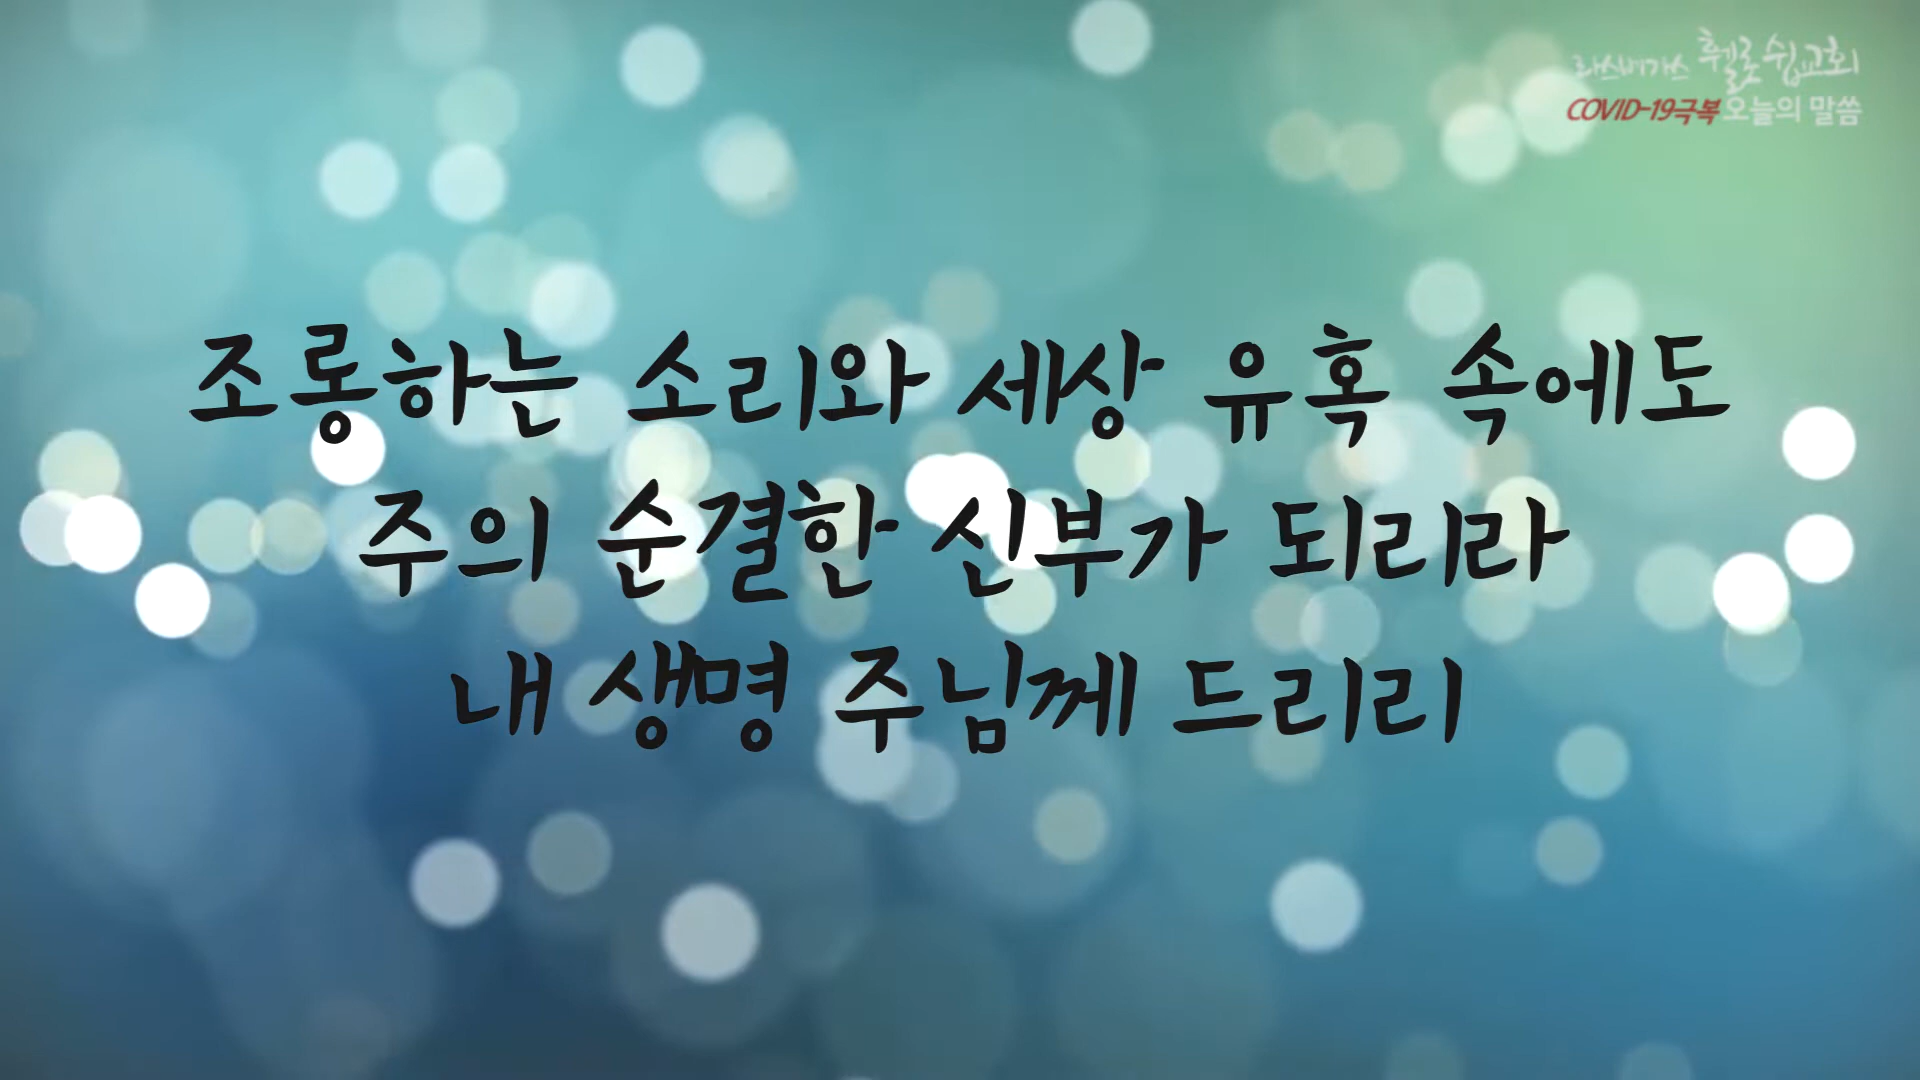 라스베가스 휄로쉽교회
COVID-19극복 오늘의 말씀
조롱하는 소리와 세상 유혹 속에도
주의 순결한 신부가 되리라
내 생명 주님께 드리리